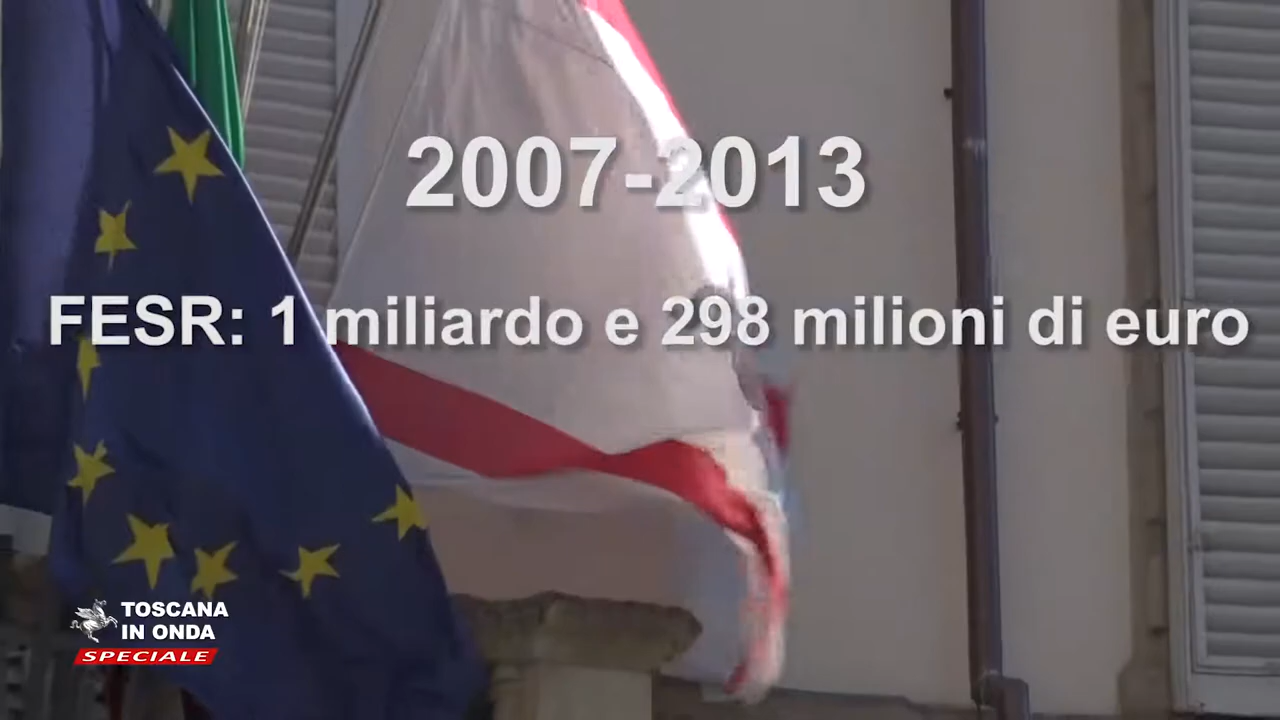 2007-2013
FESR: 1 miliardo e 298 milioni di euro
TOSCANA
IN ONDA
SPECIALE